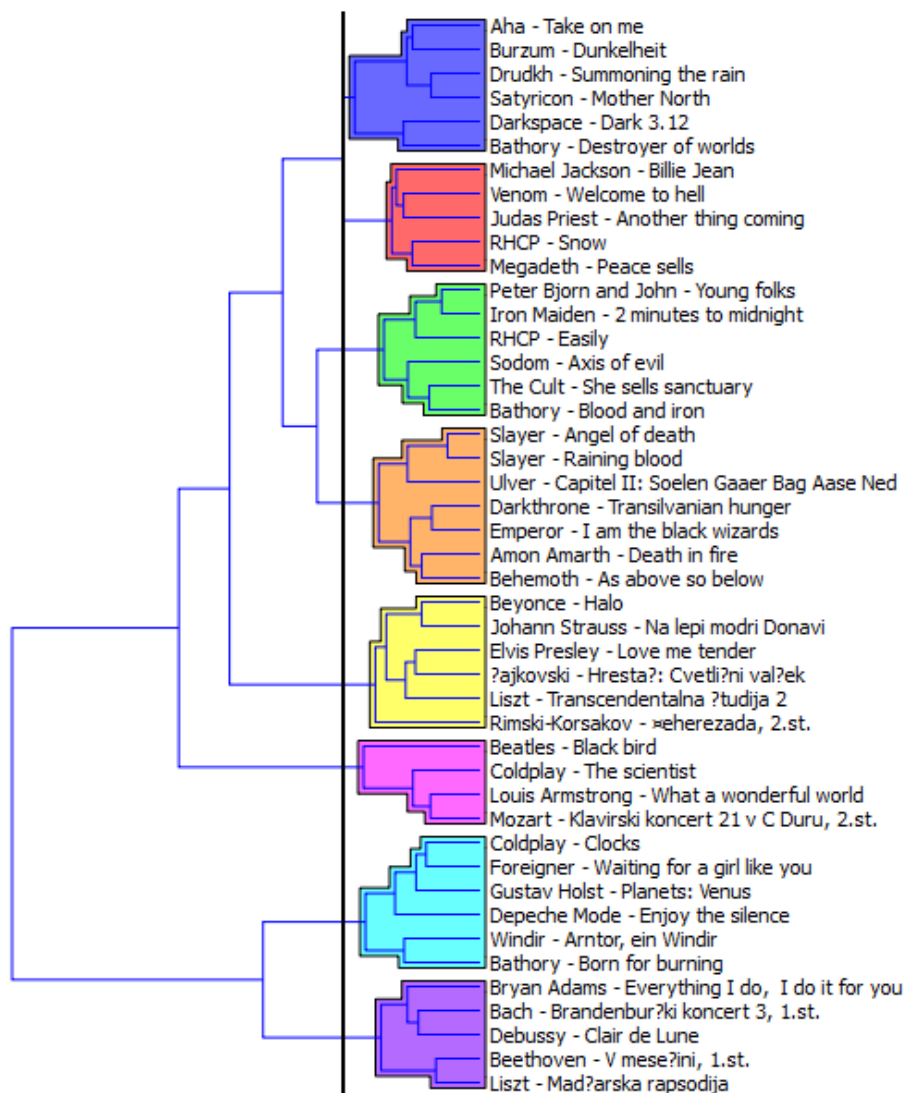 Aha - Take on me
Burzum - Dunkelheit
Drudkh - Summoning the rain
Satyricon - Mother North
Darkspace - Dark 3.12
Bathory - Destroyer of worlds
Michael Jackson - Billie Jean
Venom - Welcome to hell
Judas Priest - Another thing coming
RHCP - Snow
Megadeth - Peace sells
Peter Bjorn and John - Young folks
Iron Maiden - 2 minutes to midnight
RHCP - Easily
Sodom - Axis of evil
The Cult - She sells sanctuary
Bathory - Blood and iron
Slayer - Angel of death
Slayer - Raining blood
Ulver - Capitel II: Soelen Gaaer Bag Aase Ned
Darkthrone - Transilvanian hunger
Emperor - I am the black wizards
Amon Amarth - Death in fire
Behemoth - As above so below
Beyonce - Halo
Johann Strauss - Na lepi modri Donavi
Elvis Presley - Love me tender
?ajkovski - Hresta?: Cvetli?ni val?ek
Liszt - Transcendentalna ?tudija 2
Rimski-Korsakov - ¤eherezada, 2.st.
Beatles - Black bird
Coldplay - The scientist
Louis Armstrong - What a wonderful world
Mozart - Klavirski koncert 21 v C Duru, 2.st.
Coldplay - Clocks
Foreigner - Waiting for a girl like you
Gustav Holst - Planets: Venus
Depeche Mode - Enjoy the silence
Windir - Arntor, ein Windir
Bathory - Born for burning
Bryan Adams - Everything I do, I do it for you
Bach - Brandenbur?ki koncert 3, 1.st.
Debussy - Clair de Lune
Beethoven - V mese?ini, 1.st.
Liszt - Mad?arska rapsodija